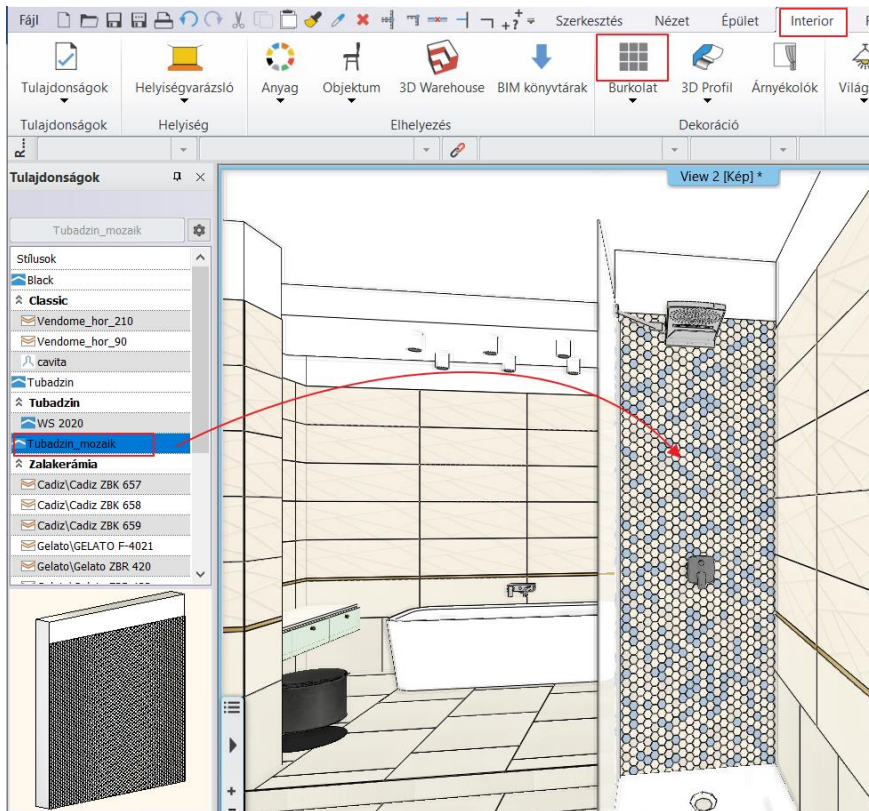 Fájl Szerkesztés Nézet Épület Interior
Tulajdonságok Helyiségvarázsló Anyag Objektum 3D Warehouse BIM könyvtárak Burkolat 3D Profil Árnyékolók
Tulajdonságok Helyiség Elhelyezés Dekoráció
R...
Tulajdonságok
View 2 [Kép] *
Tubadzin_mozaik
Stílusok
Black
Classic
Vendome_hor_210
Vendome_hor_90
cavita
Tubadzin
Tubadzin
WS 2020
Tubadzin_mozaik
Zalakerámia
Cadiz\Cadiz ZBK 657
Cadiz\Cadiz ZBK 658
Cadiz\Cadiz ZBK 659
Gelato\GELATO F-4021
Gelato\Gelato ZBR 420